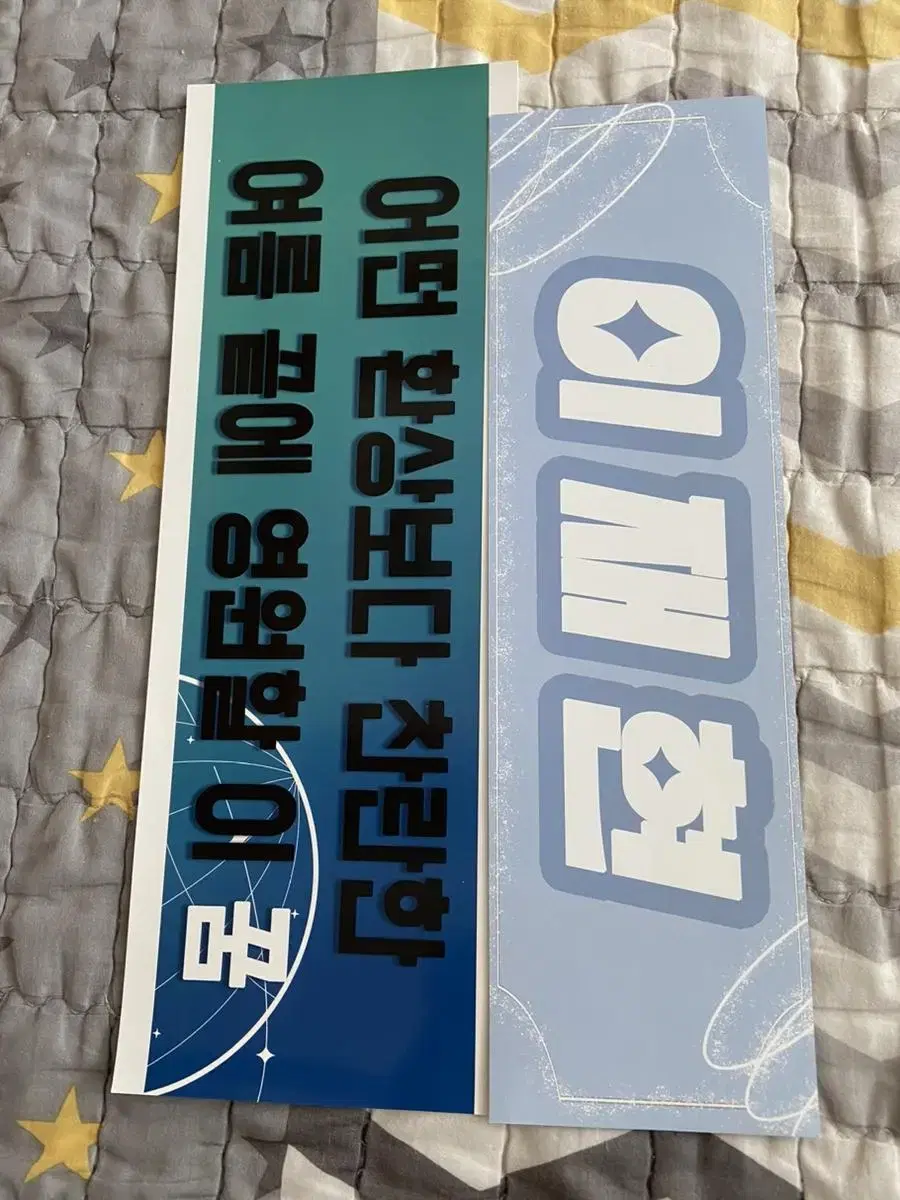 어떤 환상보다 찬란한
여름 끝에 영원할 이 꿈
이재현